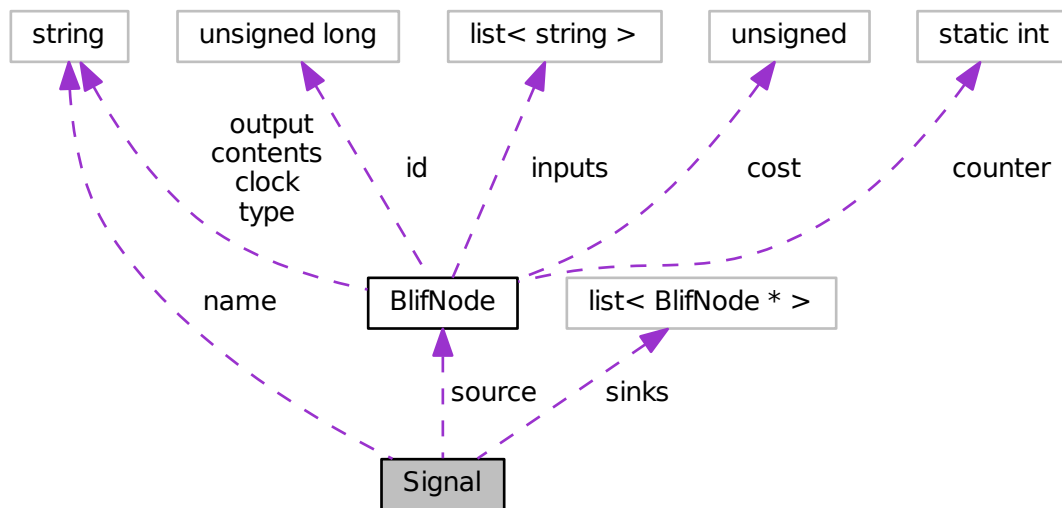 string
unsigned long
list< string >
unsigned
static int
output
contents
clock
type
id
inputs
cost
counter
name
BlifNode
list< BlifNode * >
source
sinks
Signal